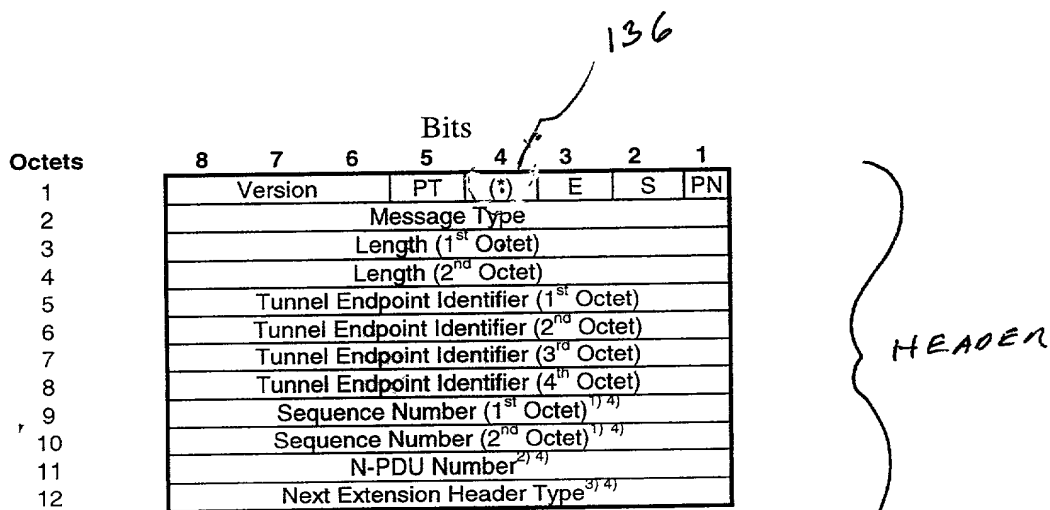 136
Bits
Octets 8 7 6 5 4 3 2 1
1 Version PT (*) E S PN
2 Message Type
3 Length (1st Octet)
4 Length (2nd Octet)
5 Tunnel Endpoint Identifier (1st Octet)
6 Tunnel Endpoint Identifier (2nd Octet)
7 Tunnel Endpoint Identifier (3rd Octet)
8 Tunnel Endpoint Identifier (4th Octet)
9 Sequence Number (1st Octet)1) 4)
10 Sequence Number (2nd Octet)1) 4)
11 N-PDU Number2) 4)
12 Next Extension Header Type3) 4)
HEADER